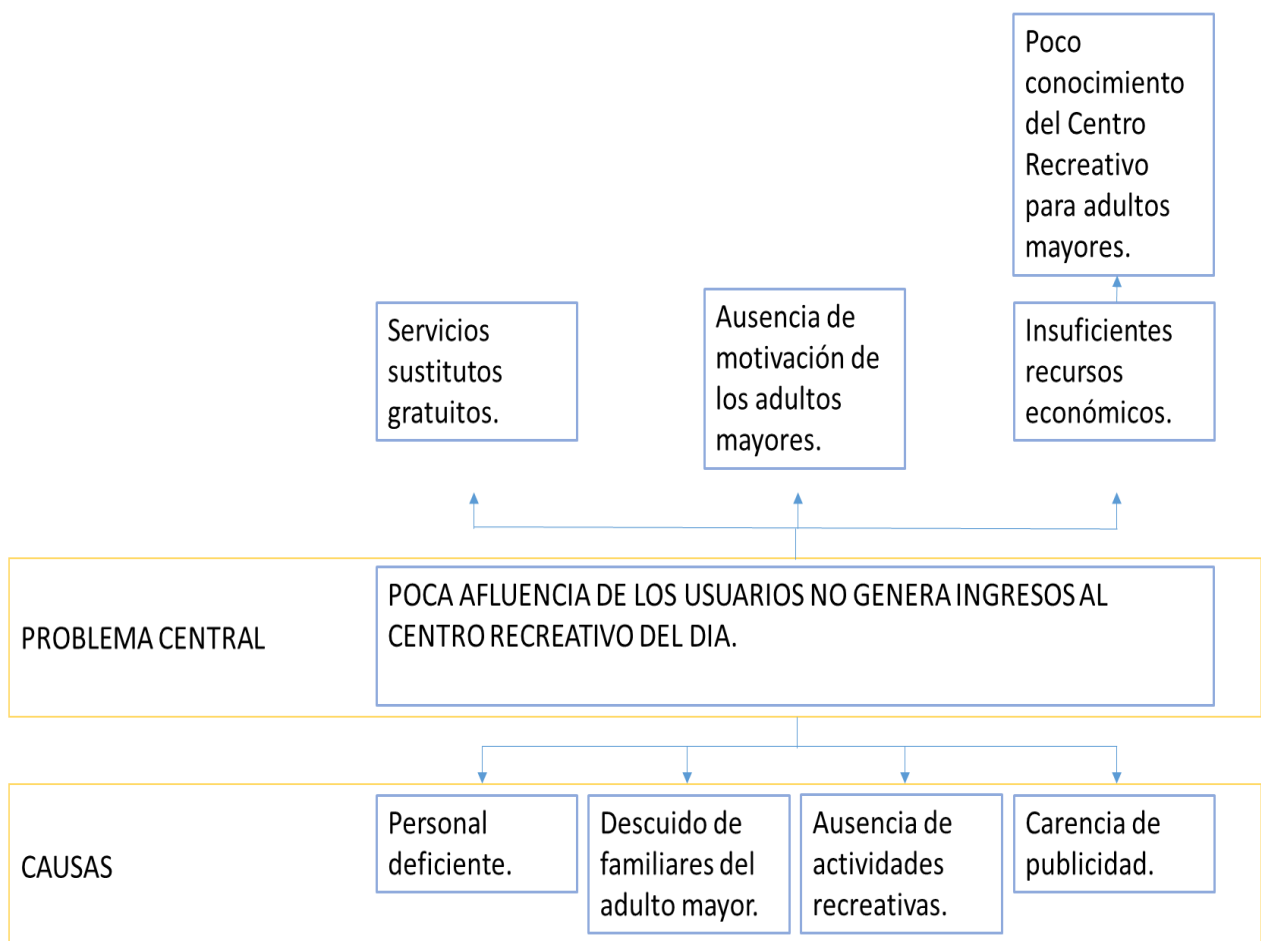 Poco
conocimiento
del Centro
Recreativo
para adultos
mayores.
Servicios
sustitutos
gratuitos.
Ausencia de
motivación de
los adultos
mayores.
Insuficientes
recursos
económicos.
PROBLEMA CENTRAL
POCA AFLUENCIA DE LOS USUARIOS NO GENERA INGRESOS AL
CENTRO RECREATIVO DEL DIA.
CAUSAS
Personal
deficiente.
Descuido de
familiares del
adulto mayor.
Ausencia de
actividades
recreativas.
Carencia de
publicidad.